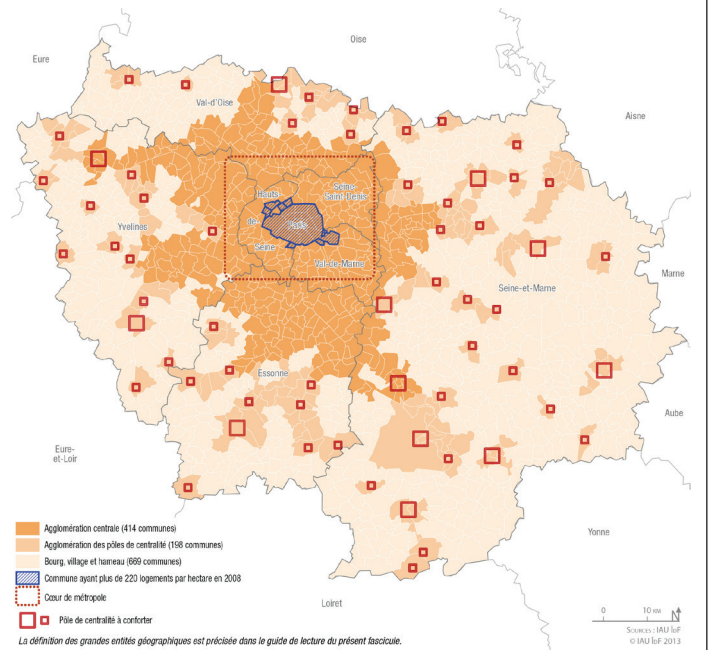 Oise
Eure
Val-d'Oise
Aisne
Hauts-
Seine-
Saint-Denis
de-
Paris
Yvelines
Seine
Val-de-Marne
Marne
Seine-et-Marne
Essonne
Aube
Eure-
et-Loir
Yonne
Agglomération centrale (414 communes)
Agglomération des pôles de centralité (198 communes)
Bourg, village et hameau (669 communes)
Commune ayant plus de 220 logements par hectare en 2008
Cœur de métropole
Loiret
Pôle de centralité à conforter
0 10 KM N
La définition des grandes entités géographiques est précisée dans le guide de lecture du présent fascicule.
SOURCES : IAU îdF
© IAU îdF 2013